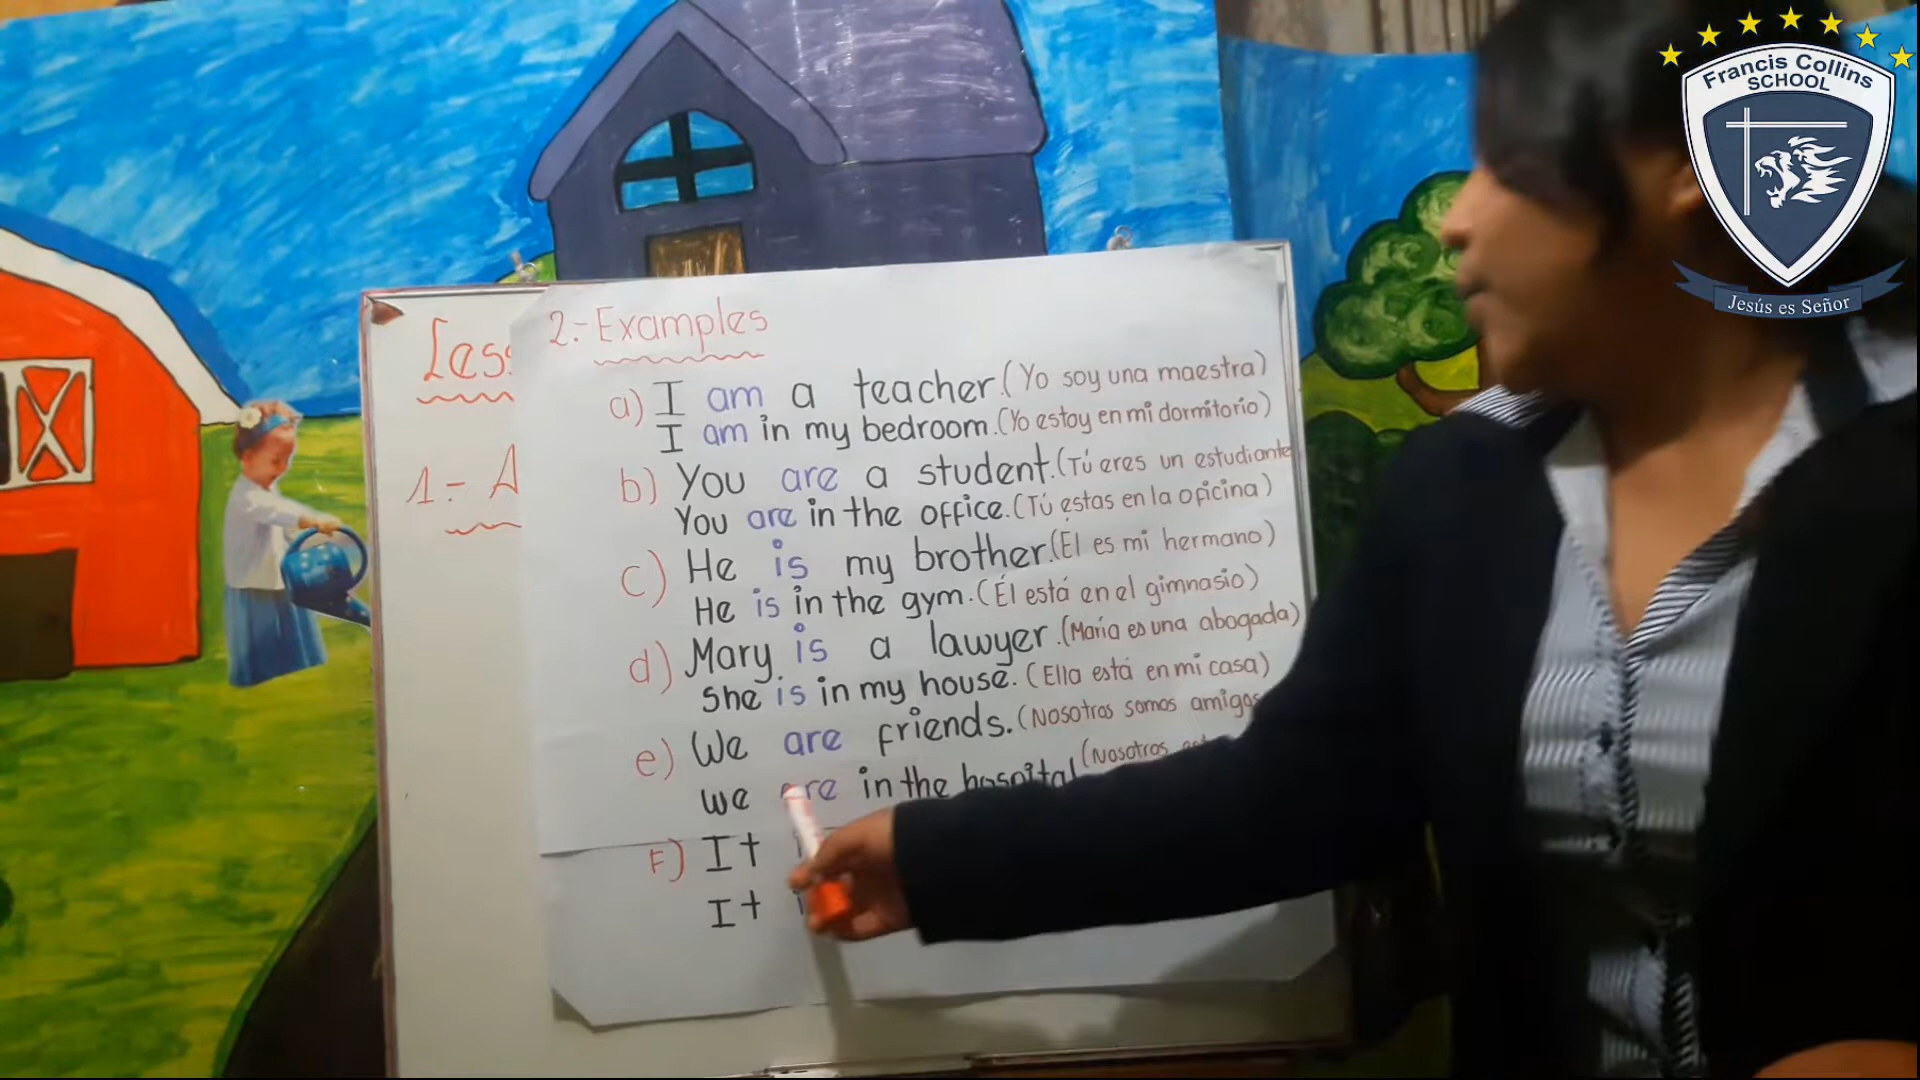 Francis Collins
SCHOOL
Jesús es Señor
2.- Examples
a) I am a teacher. (Yo soy una maestra)
I am in my bedroom. (Yo estoy en mi dormitorio)
b) You are a student. (Tú eres un estudiante
You are in the office. (Tú estas en la oficina)
c) He is my brother. (Él es mi hermano)
He is in the gym. (Él está en el gimnasio)
d) Mary is a lawyer. (María es una abogada)
She is in my house. (Ella está en mi casa)
e) We are friends. (Nosotros somos amigos
we are in the hospital (Nosotros
F) It
It
1.- A